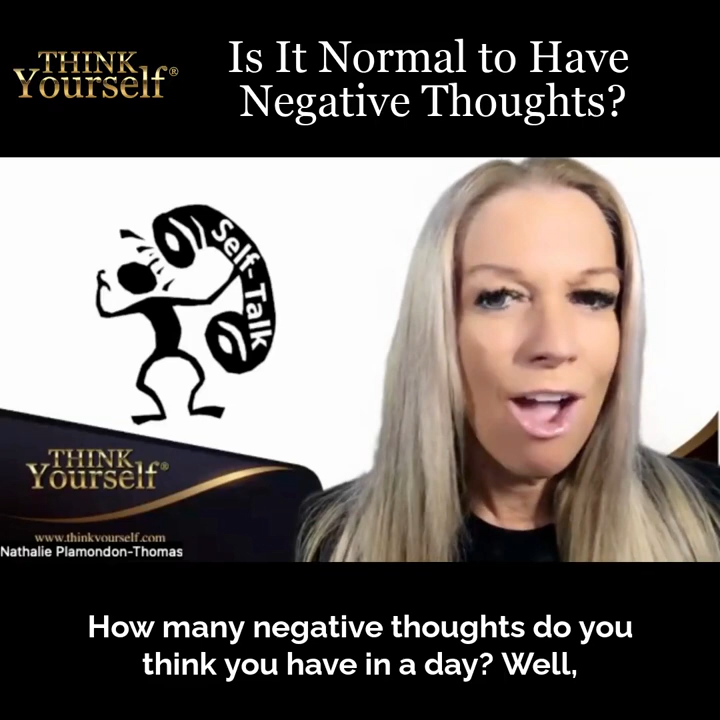 THINK
Yourself®
Is It Normal to Have
Negative Thoughts?
Self-Talk
THINK
Yourself®
www.thinkyourself.com
Nathalie Plamondon-Thomas
How many negative thoughts do you
think you have in a day? Well,